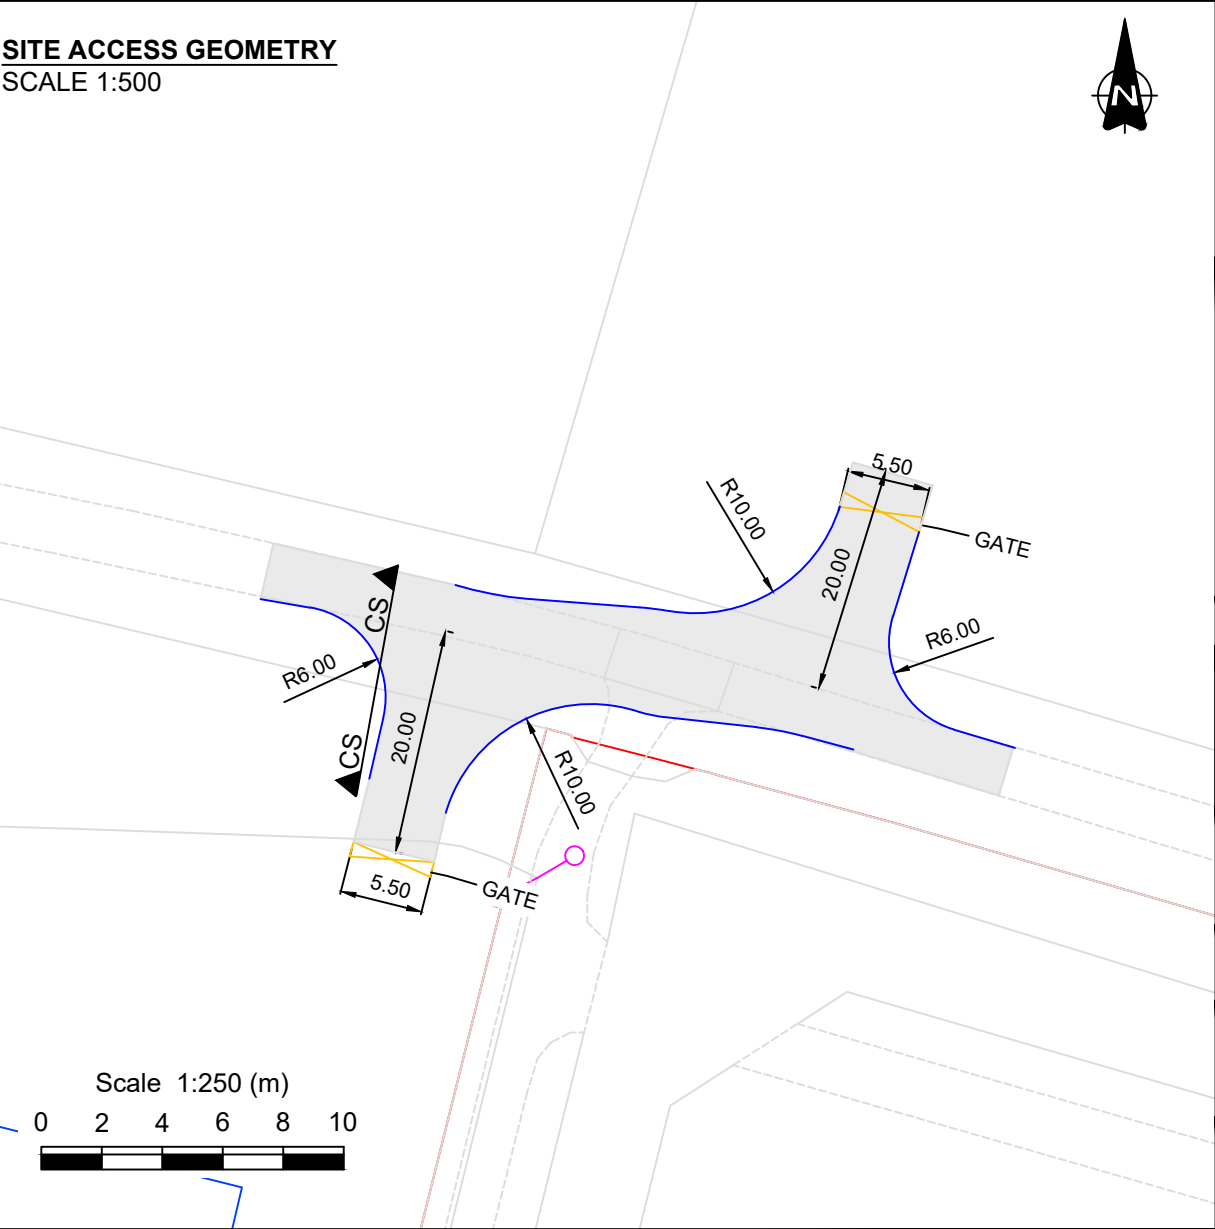 SITE ACCESS GEOMETRY
SCALE 1:500
N
5.50
R10.00
GATE
20.00
CS
R6.00
R6.00
20.00
CS
R10.00
5.50
GATE
Scale 1:250 (m)
0 2 4 6 8 10